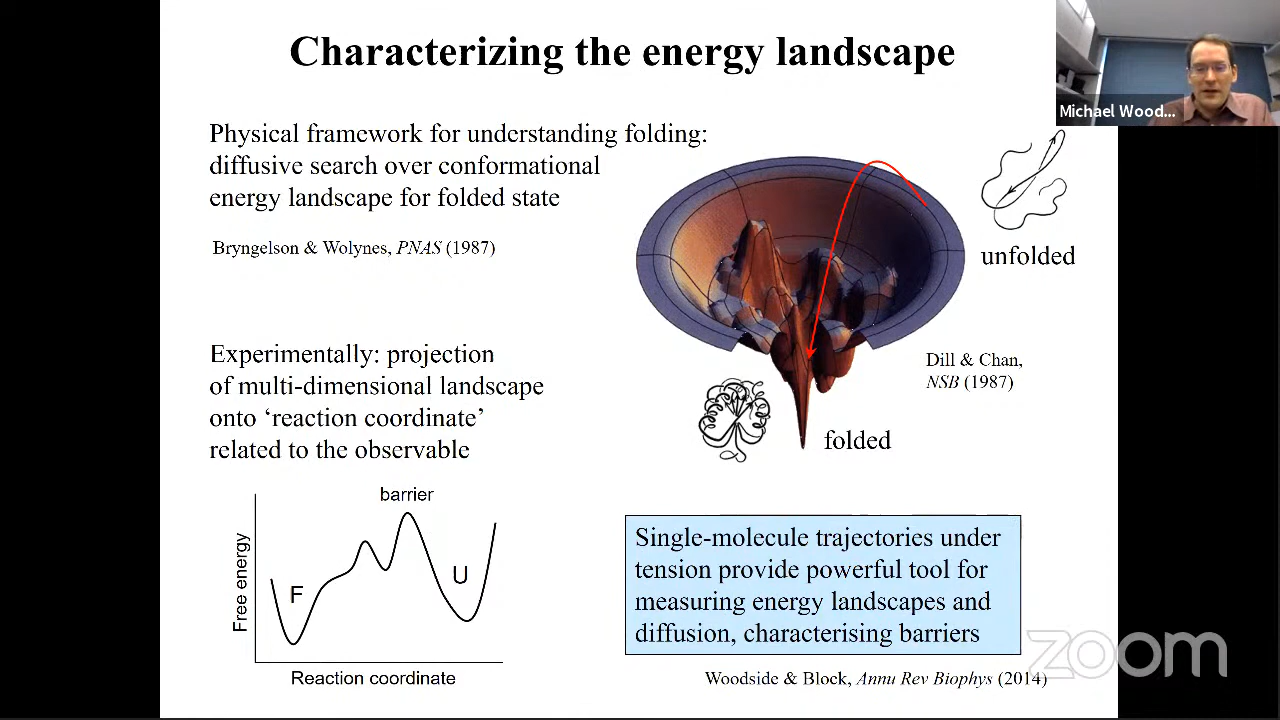 Characterizing the energy landscape
Michael Wood...
Physical framework for understanding folding:
diffusive search over conformational
energy landscape for folded state
Bryngelson & Wolynes, PNAS (1987)
unfolded
Dill & Chan,
NSB (1987)
folded
Experimentally: projection
of multi-dimensional landscape
onto ‘reaction coordinate’
related to the observable
barrier
Free energy
F
U
Reaction coordinate
Single-molecule trajectories under
tension provide powerful tool for
measuring energy landscapes and
diffusion, characterising barriers
Woodside & Block, Annu Rev Biophys (2014)
zoom